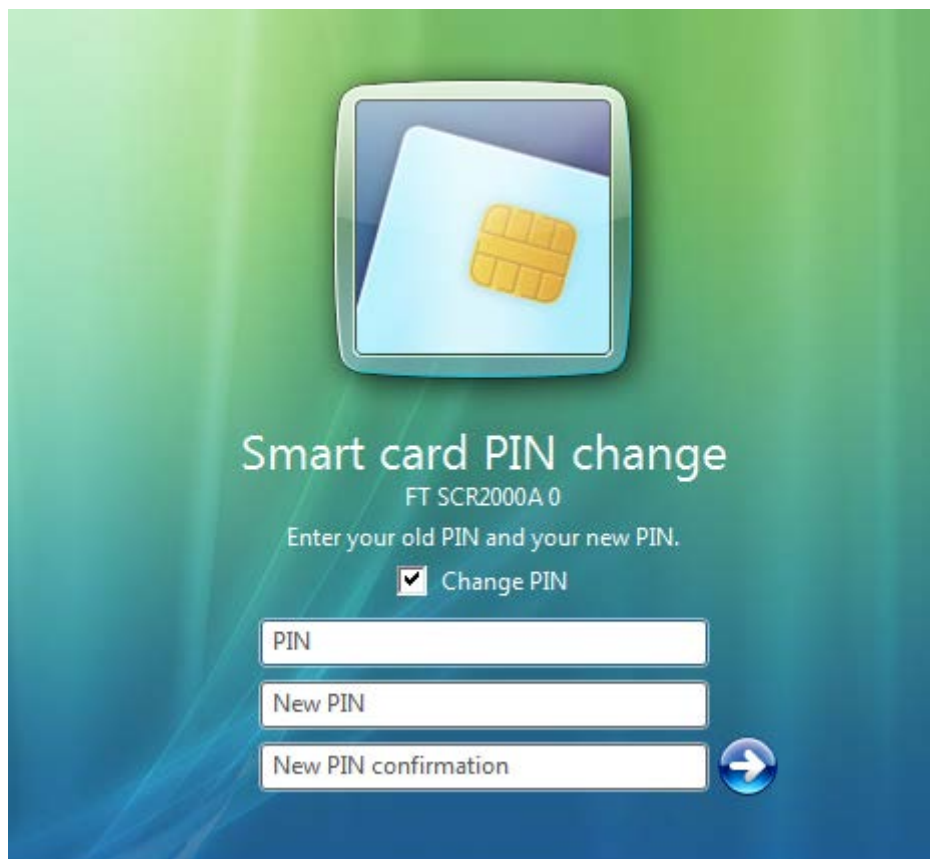 Smart card PIN change
FT SCR2000A 0
Enter your old PIN and your new PIN.
Change PIN
PIN
New PIN
New PIN confirmation